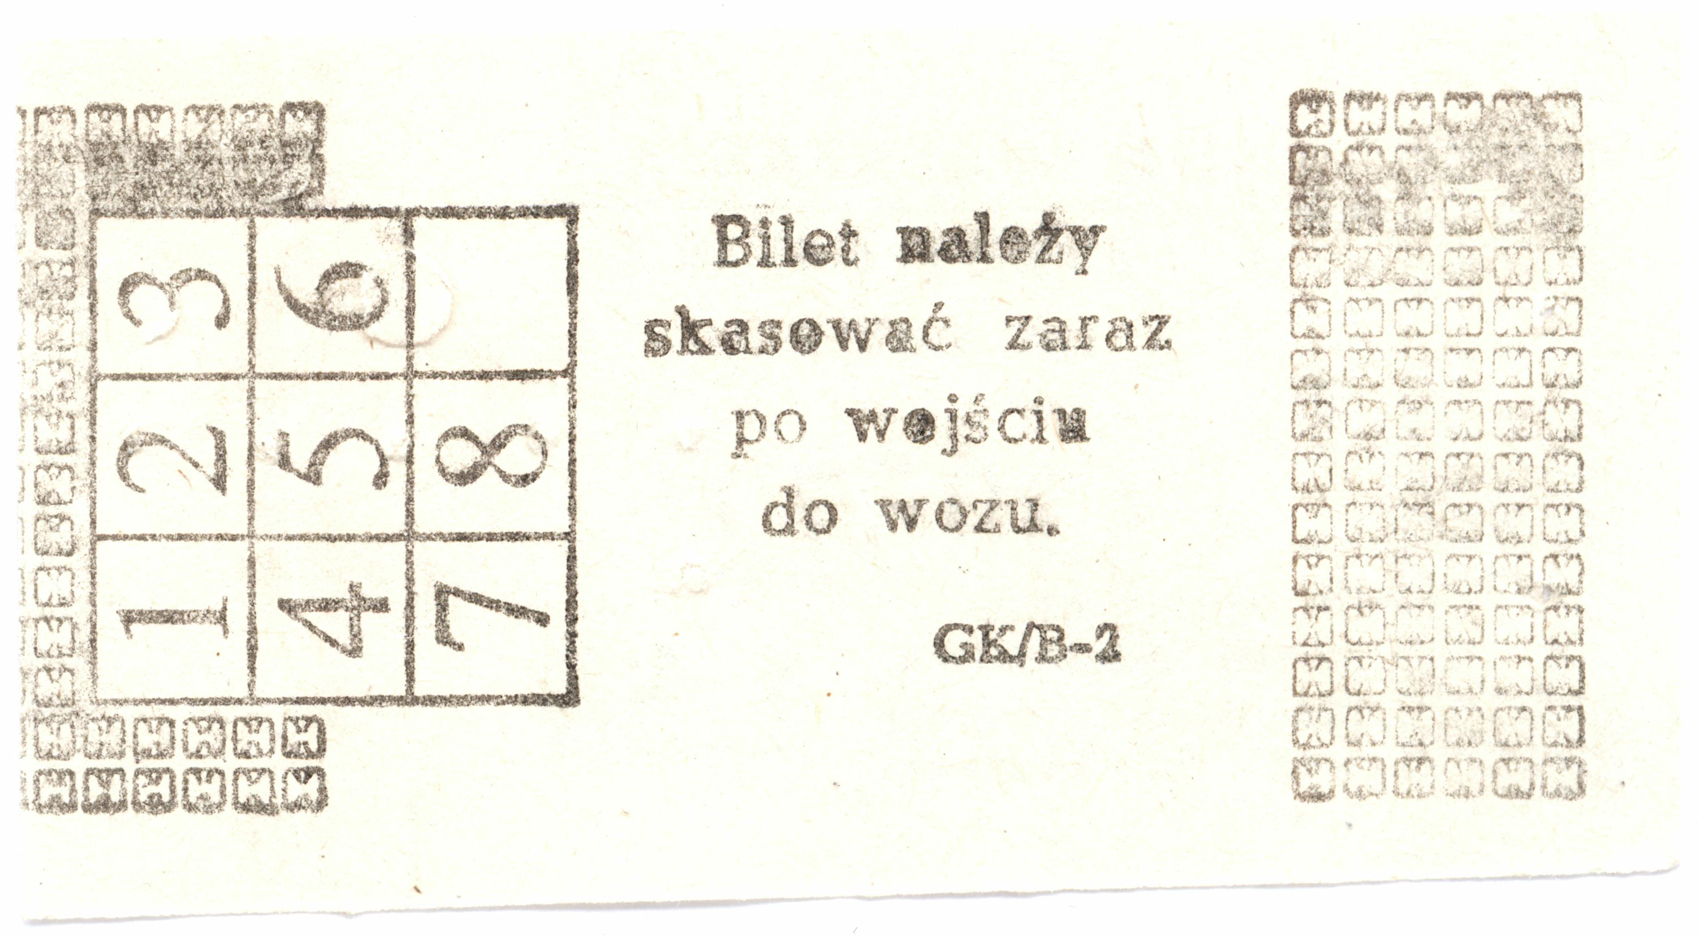 3 6
2 5 8
1 4 7
Bilet należy
skasować zaraz
po wejściu
do wozu.
GK/B-2